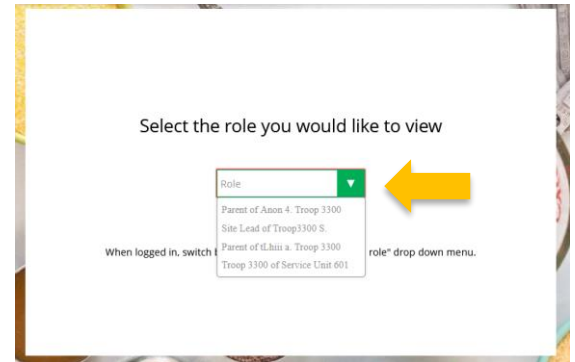 Select the role you would like to view
Role
Parent of Anon 4. Troop 3300
Site Lead of Troop3300 S.
Parent of tLhiii a. Troop 3300
When logged in, switch role" drop down menu.
Troop 3300 of Service Unit 601